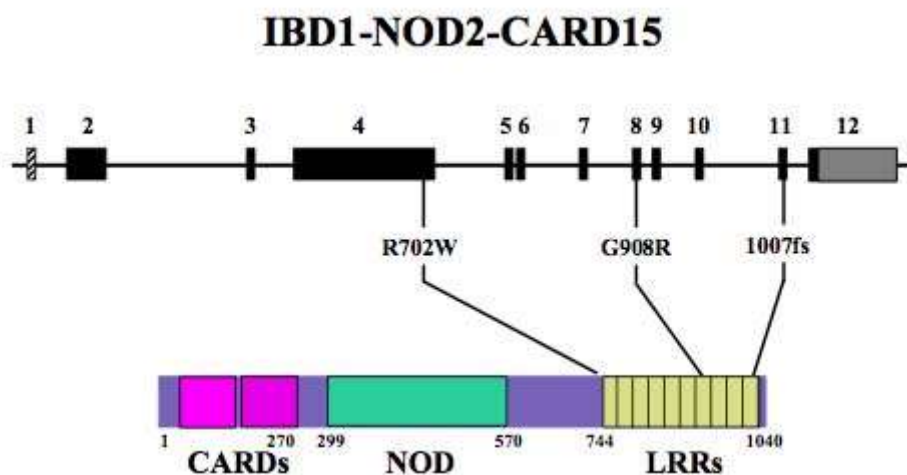 IBD1-NOD2-CARD15
1 2 3 4 5 6 7 8 9 10 11 12
R702W G908R 1007fs
1 270 299 570 744 1040
CARDs NOD LRRs